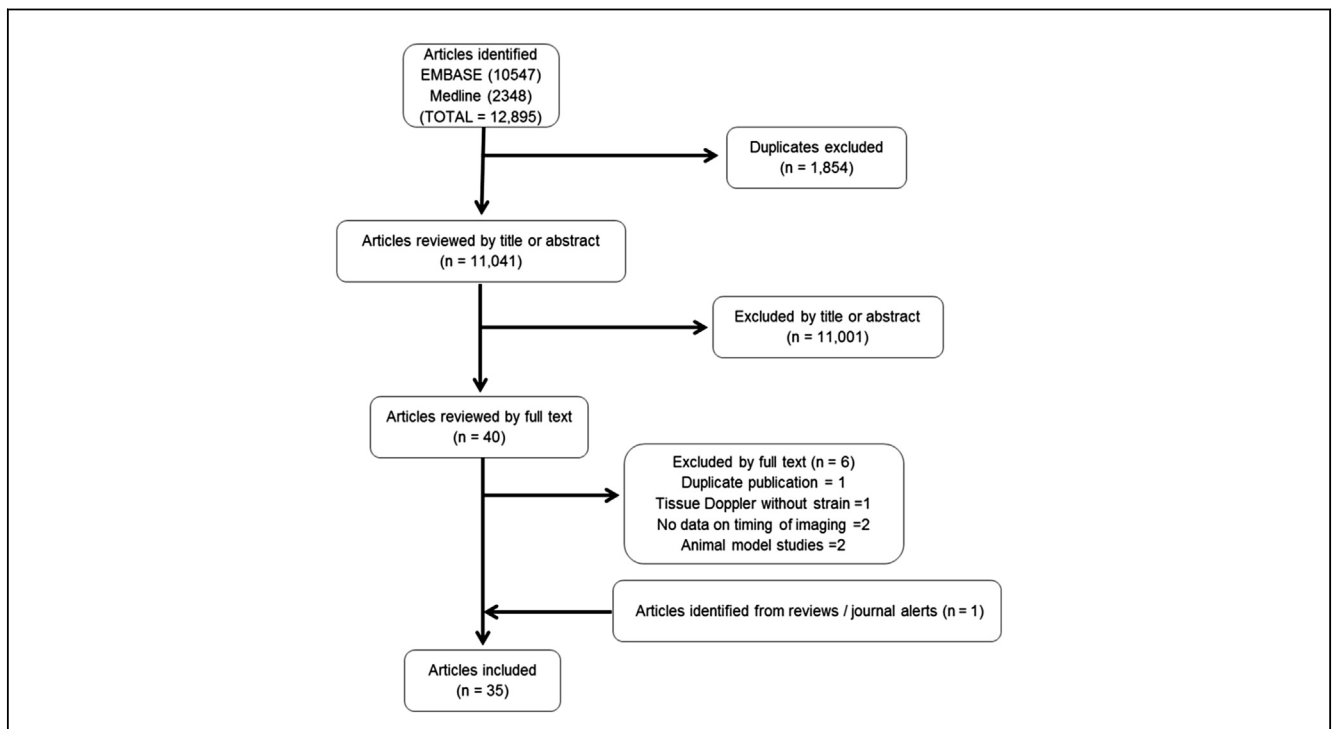 Articles identified
EMBASE (10547)
Medline (2348)
(TOTAL = 12,895)
Duplicates excluded
(n = 1,854)
Articles reviewed by title or abstract
(n = 11,041)
Excluded by title or abstract
(n = 11,001)
Articles reviewed by full text
(n = 40)
Excluded by full text (n = 6)
Duplicate publication = 1
Tissue Doppler without strain =1
No data on timing of imaging =2
Animal model studies =2
Articles identified from reviews / journal alerts (n = 1)
Articles included
(n = 35)